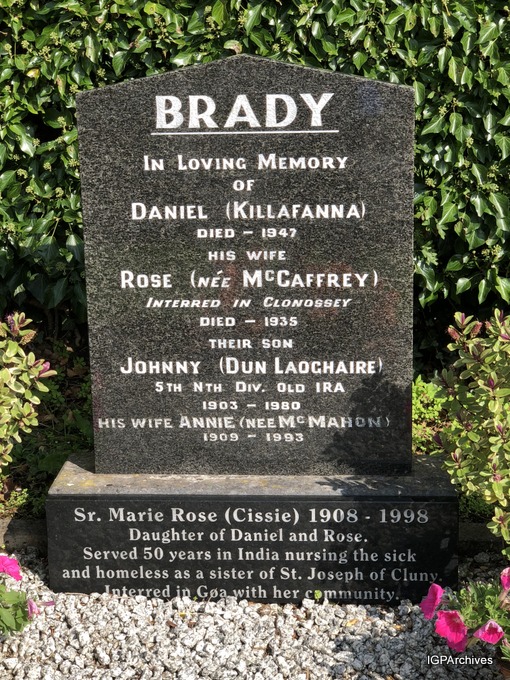 BRADY
IN LOVING MEMORY
OF
DANIEL (KILLAFANNA)
DIED – 1947
HIS WIFE
ROSE (NÉE McCAFFREY)
INTERRED IN CLONOSSEY
DIED – 1935
THEIR SON
JOHNNY (DUN LAOGHAIRE)
5TH NTH DIV. OLD IRA
1903 – 1980
HIS WIFE ANNIE (NEE McMAHON)
1909 – 1993
Sr. Marie Rose (Cissie) 1908 - 1998
Daughter of Daniel and Rose.
Served 50 years in India nursing the sick
and homeless as a sister of St. Joseph of Cluny.
Interred in Goa with her community.
IGPArchives